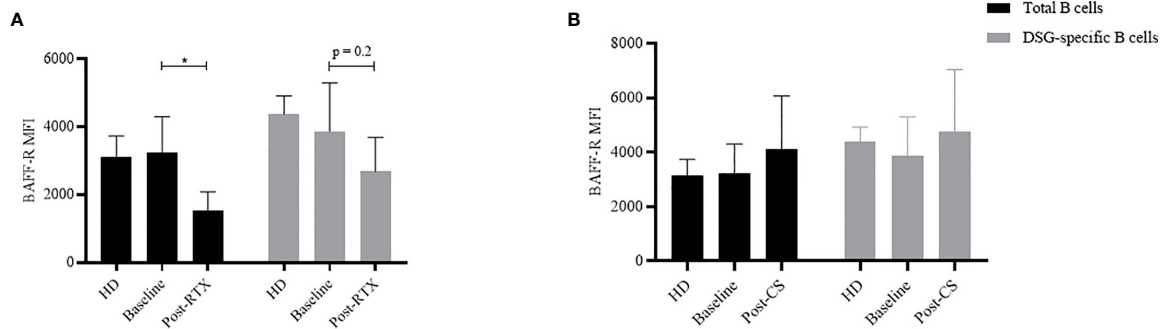 A
BAFF-R MFI
6000
4000
2000
0
*
p = 0.2
HD
Baseline
Post-RTX
HD
Baseline
Post-RTX
B
BAFF-R MFI
8000
6000
4000
2000
0
HD
Baseline
Post-CS
HD
Baseline
Post-CS
Total B cells
DSG-specific B cells